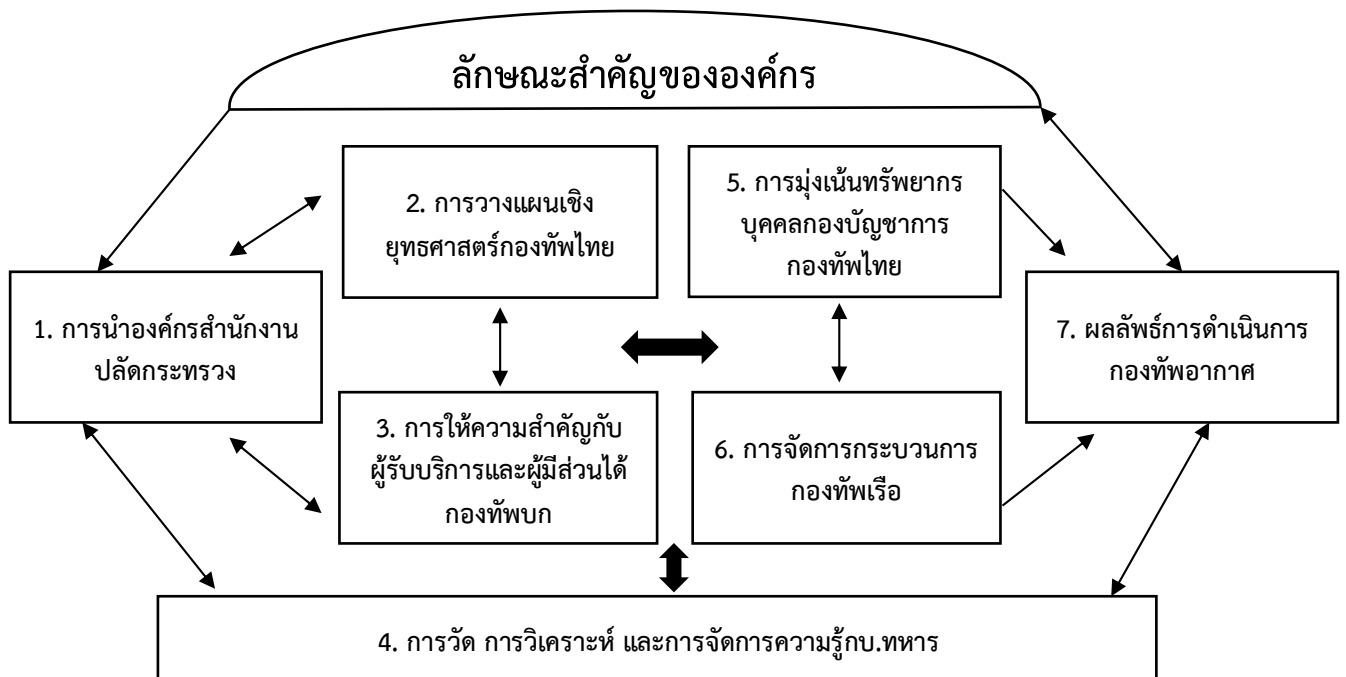 ลักษณะสำคัญขององค์กร
2. การวางแผนเชิง
ยุทธศาสตร์กองทัพไทย
5. การมุ่งเน้นทรัพยากร
บุคคลกองบัญชาการ
กองทัพไทย
1. การนำองค์กรสำนักงาน
ปลัดกระทรวง
7. ผลลัพธ์การดำเนินการ
กองทัพอากาศ
3. การให้ความสำคัญกับ
ผู้รับบริการและผู้มีส่วนได้
กองทัพบก
6. การจัดการกระบวนการ
กองทัพเรือ
4. การวัด การวิเคราะห์ และการจัดการความรู้กบ.ทหาร